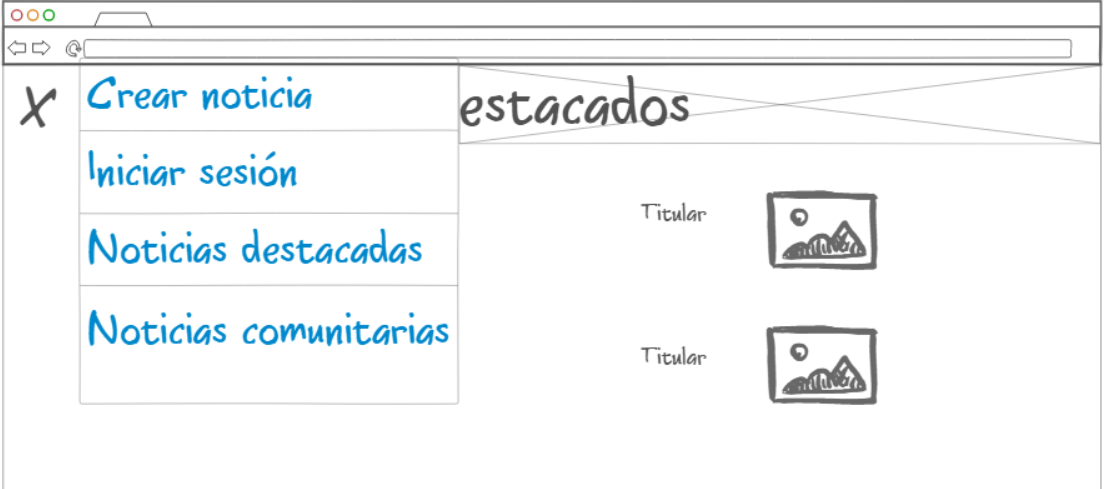 X
Crear noticia
estacados
Iniciar sesión
Noticias destacadas
Noticias comunitarias
Titular
Titular